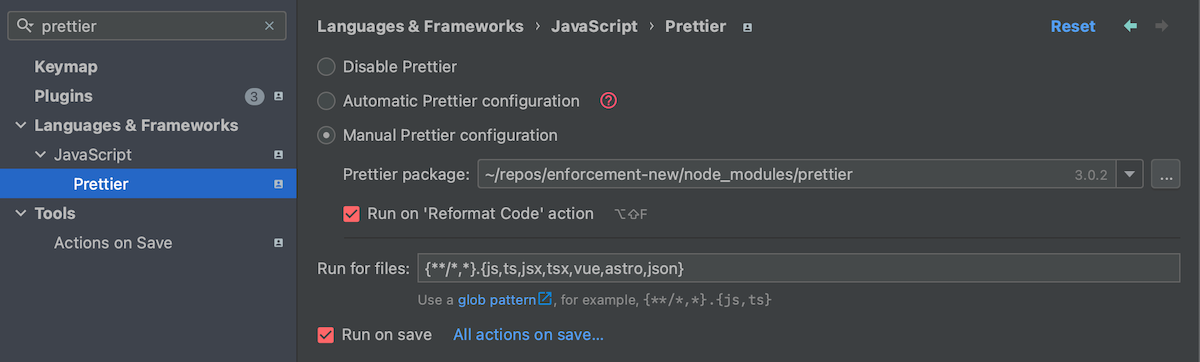 prettier
Keymap
Plugins 3
Languages & Frameworks
JavaScript
Prettier
Tools
Actions on Save
Languages & Frameworks › JavaScript › Prettier Reset
Disable Prettier
Automatic Prettier configuration ?
Manual Prettier configuration
Prettier package: ~/repos/enforcement-new/node_modules/prettier 3.0.2 ...
Run on 'Reformat Code' action ⌥⇧F
Run for files: {**/*,*}.{js,ts,jsx,tsx,vue,astro,json}
Use a glob pattern, for example, {**/*,*}.{js,ts}
Run on save All actions on save...